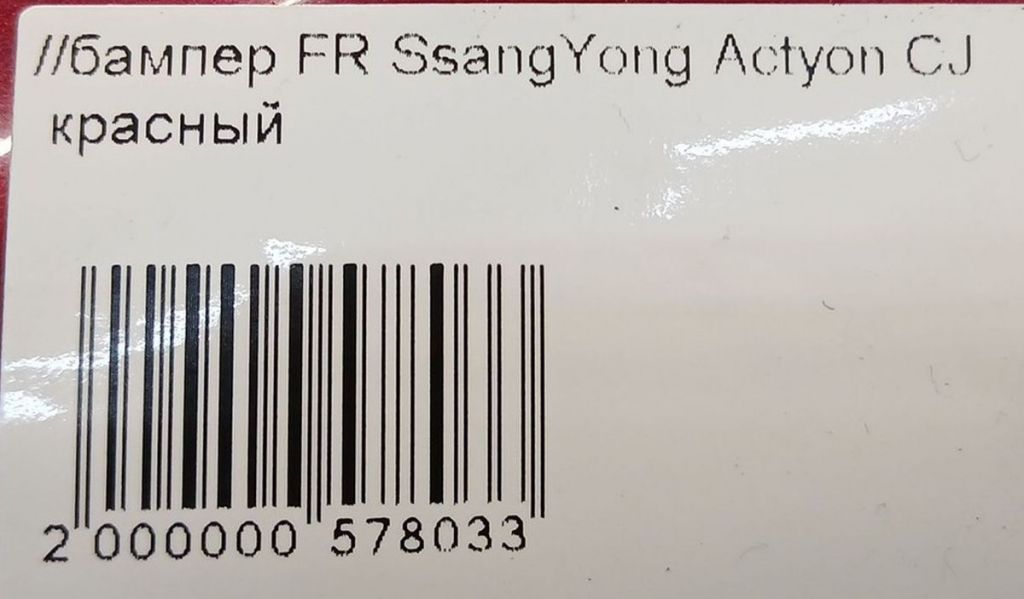 //бампер FR SsangYong Actyon CJ
красный
2 000000 578033